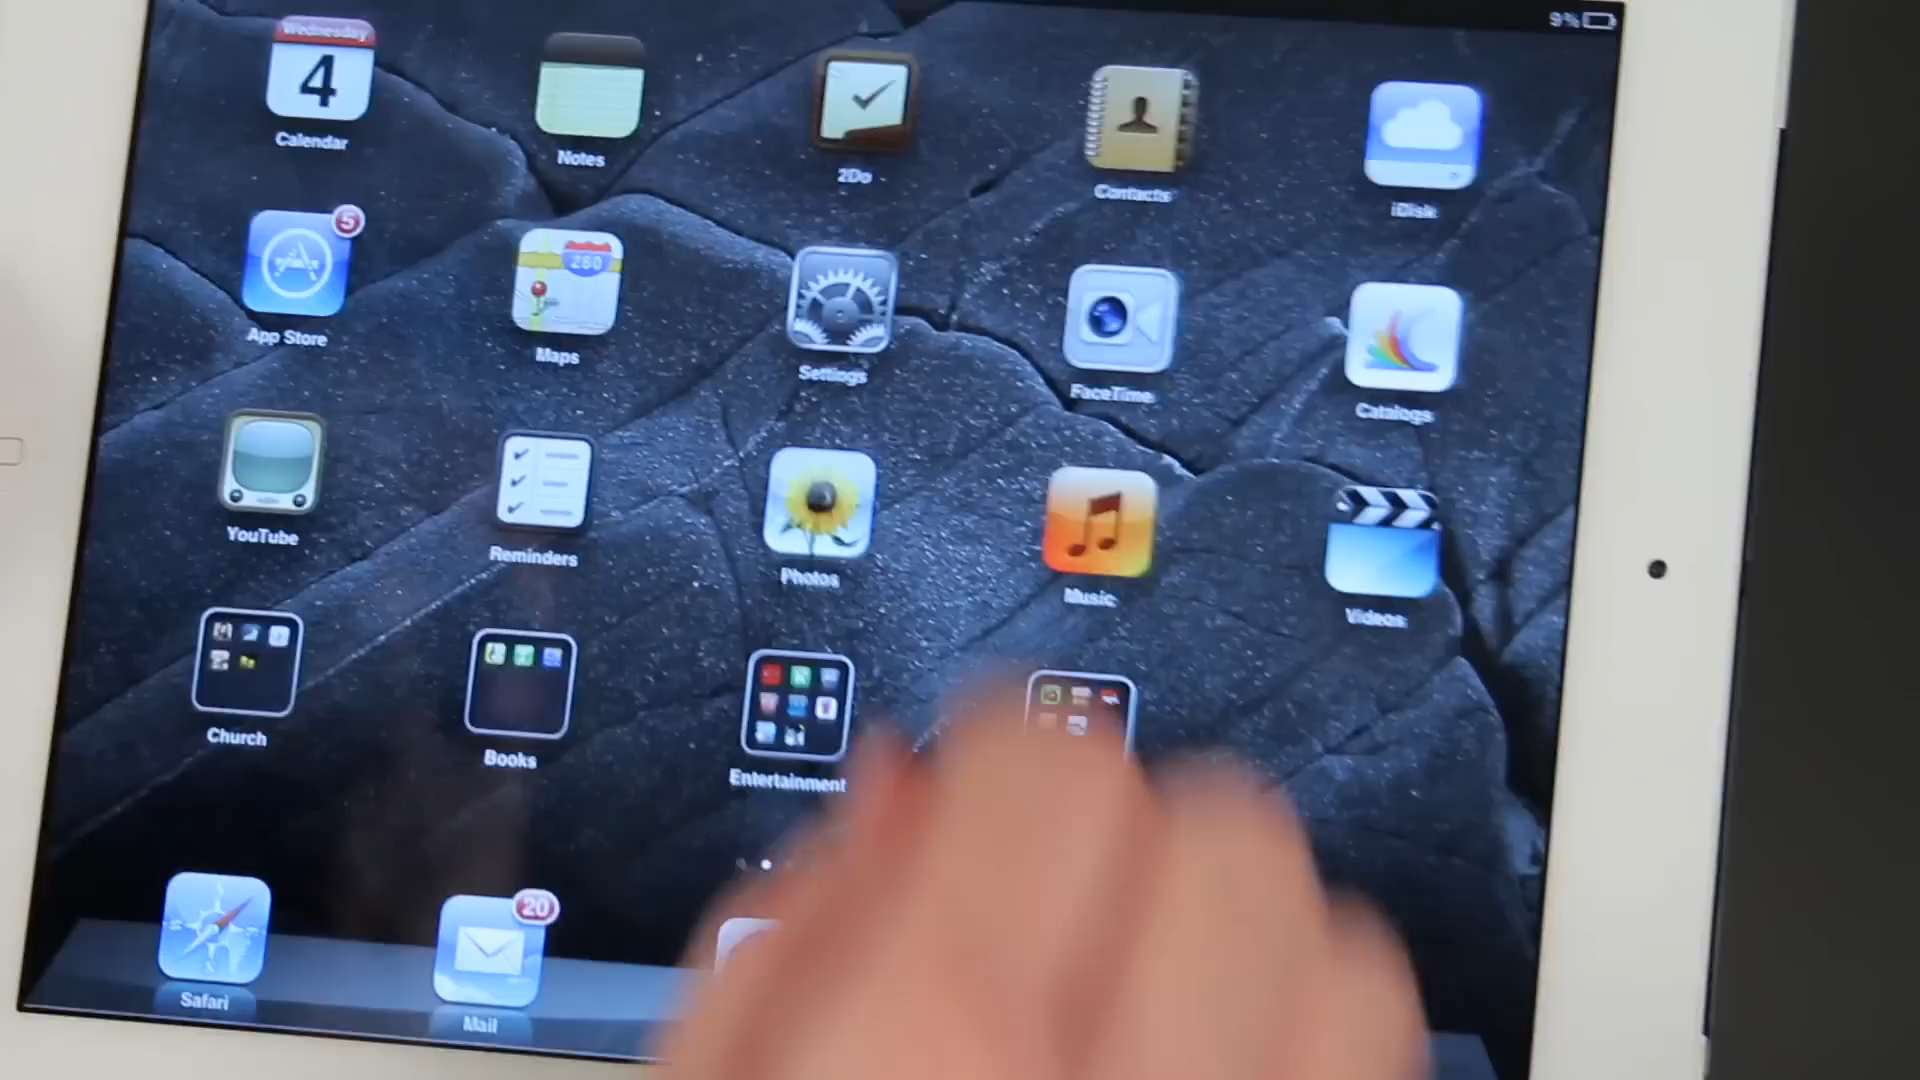 9%
Wednesday
4
Calendar
Notes
2Do
Contacts
iDisk
5
App Store
280
Maps
Settings
FaceTime
Catalogs
YouTube
Reminders
Photos
Music
Videos
Church
Books
Entertainment
Safari
20
Mail